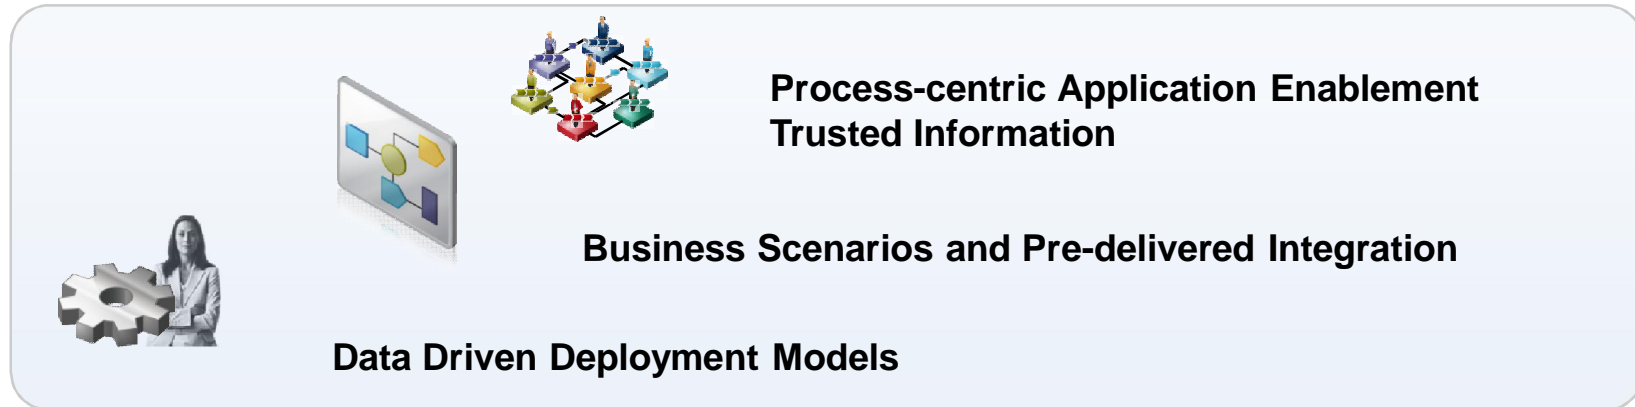 Process-centric Application Enablement
Trusted Information
Business Scenarios and Pre-delivered Integration
Data Driven Deployment Models